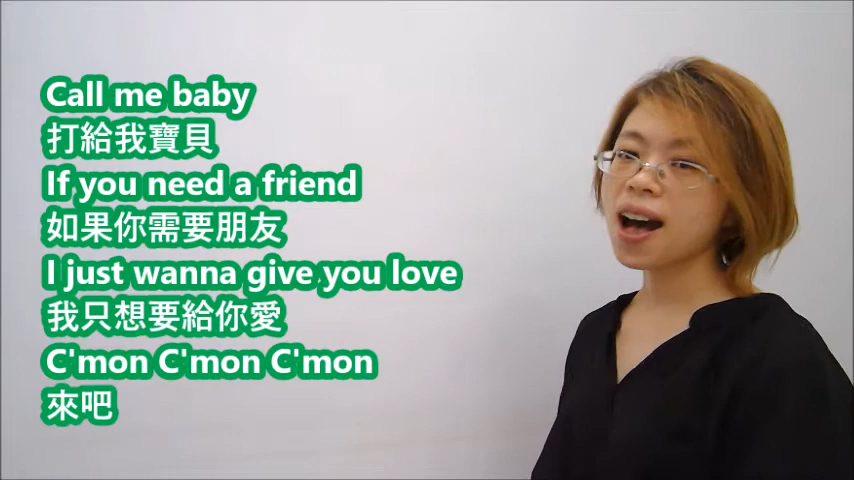 Call me baby
打給我寶貝
If you need a friend
如果你需要朋友
I just wanna give you love
我只想要給你愛
C'mon C'mon C'mon
來吧